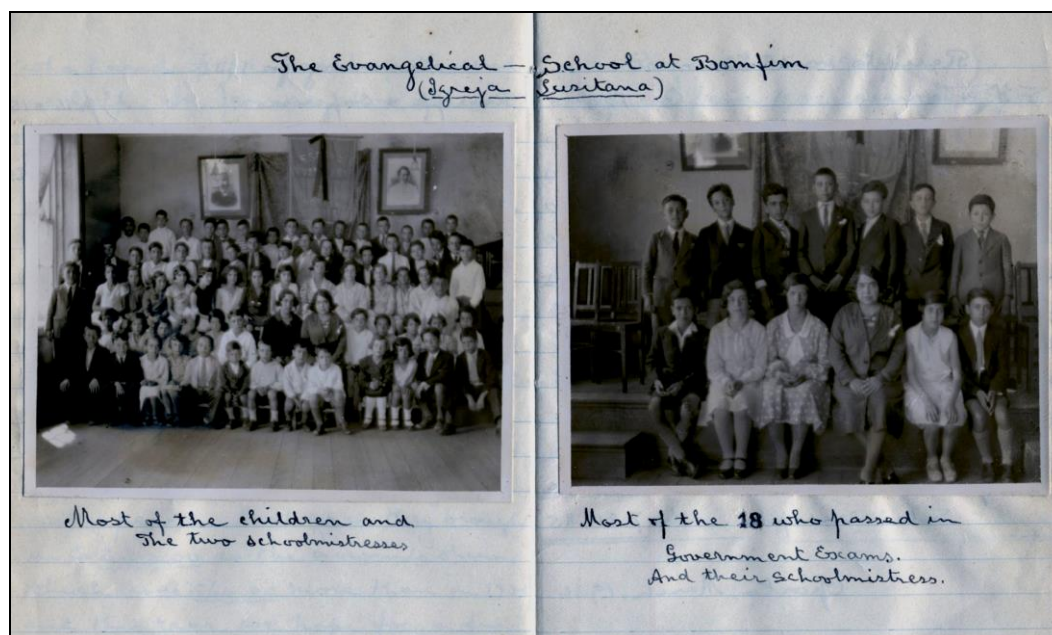 The Evangelical — School at Bomfim
(Igreja Lusitana)
Most of the children and
The two schoolmistresses
Most of the 18 who passed in
Government Exams.
And their schoolmistress.